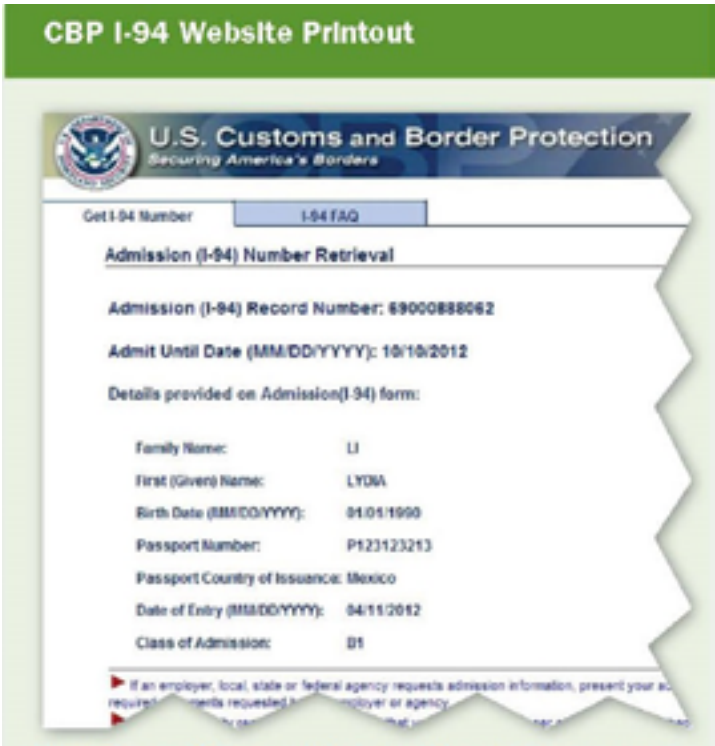 CBP I-94 Website Printout
U.S. Customs and Border Protection
Securing America's Borders
Get I-94 Number I-94 FAQ
Admission (I-94) Number Retrieval
Admission (I-94) Record Number: 69000888062
Admit Until Date (MM/DD/YYYY): 10/10/2012
Details provided on Admission(I-94) form:
Family Name: LI
First (Given) Name: LYDIA
Birth Date (MM/DD/YYYY): 01/01/1990
Passport Number: P123123213
Passport Country of Issuance: Mexico
Date of Entry (MM/DD/YYYY): 04/11/2012
Class of Admission: B1
If an employer, local, state or federal agency requests admission information, present your
required requested employer or agency.